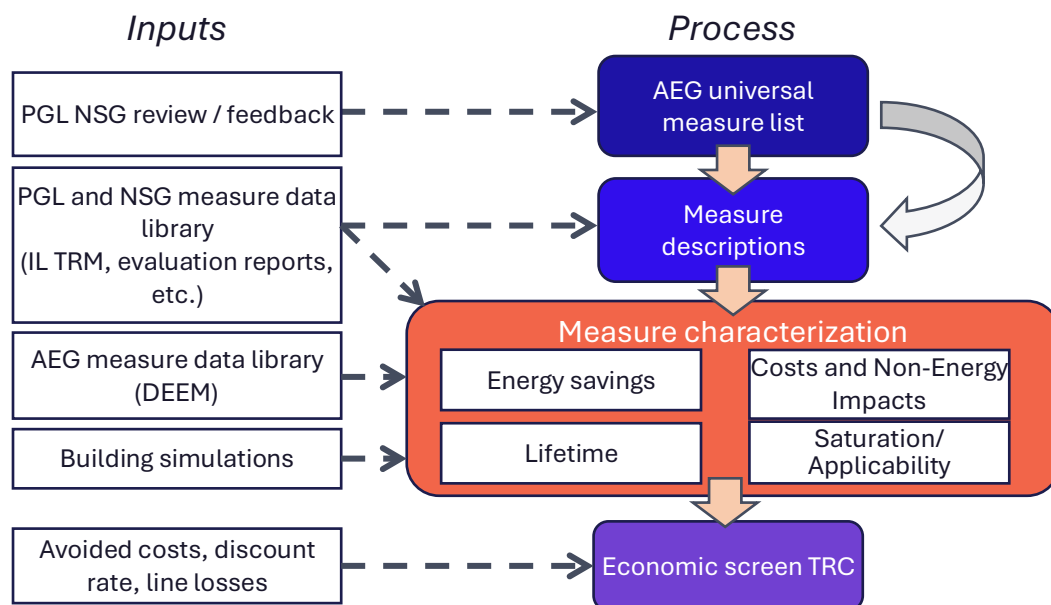 Inputs
Process
PGL NSG review / feedback
AEG universal
measure list
PGL and NSG measure data
library
(IL TRM, evaluation reports,
etc.)
Measure
descriptions
Measure characterization
AEG measure data library
(DEEM)
Energy savings
Costs and Non-Energy
Impacts
Building simulations
Lifetime
Saturation/
Applicability
Avoided costs, discount
rate, line losses
Economic screen TRC